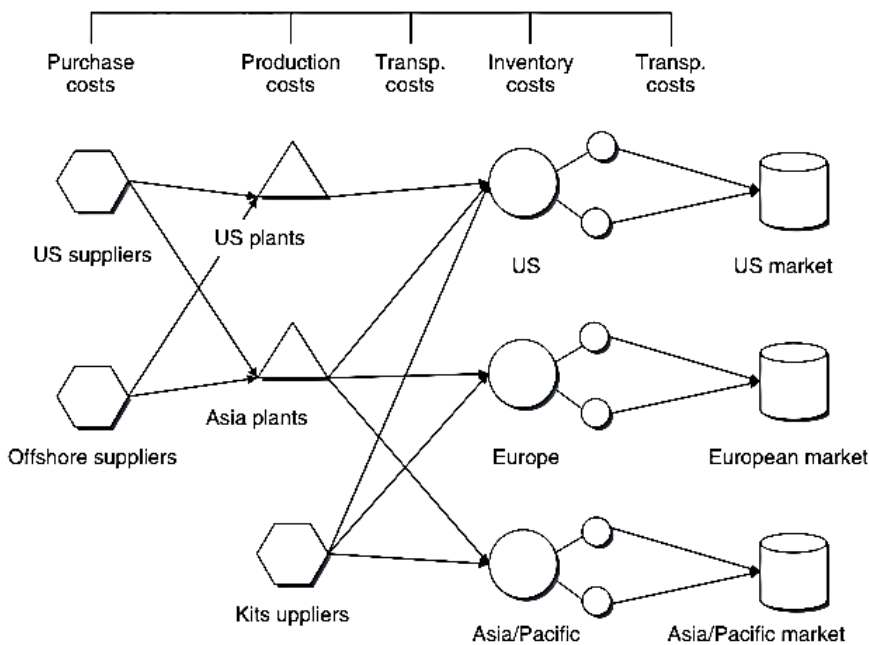 Purchase
costs
Production
costs
Transp.
costs
Inventory
costs
Transp.
costs
US suppliers
US plants
US
US market
Offshore suppliers
Asia plants
Europe
European market
Kits uppliers
Asia/Pacific
Asia/Pacific market